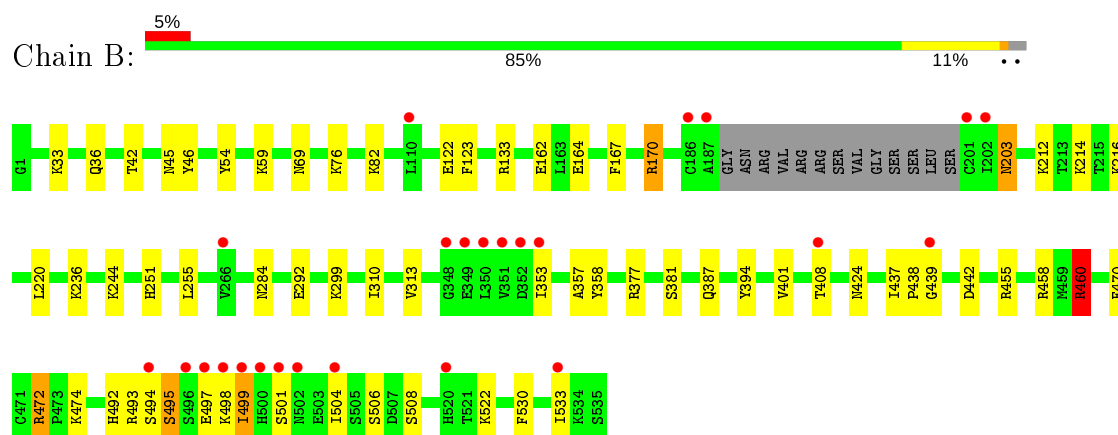 5%
Chain B:
85% 11% • •
G1 K33 Q36 T42 N45 Y46 Y54 K59 N69 K76 K82 L110 E122 F123 R133 E162 L163 E164 F167 R170 C186 A187 GLY ASN ARG VAL ARG ARG SER VAL GLY SER SER LEU SER C201 I202 N203 K212 T213 K214 T215 K216
L220 K236 K244 H251 L255 V266 N284 E292 K299 I310 V313 G348 E349 L350 V351 D352 I353 A357 Y358 R377 S381 Q387 Y394 V401 T408 N424 I437 P438 G439 D442 R455 R458 M459 R460
C471 R472 P473 K474 H492 R493 S494 S495 S496 E497 K498 I499 H500 S501 N502 E503 I504 S505 S506 D507 S508 H520 T521 K522 F530 I533 K534 S535